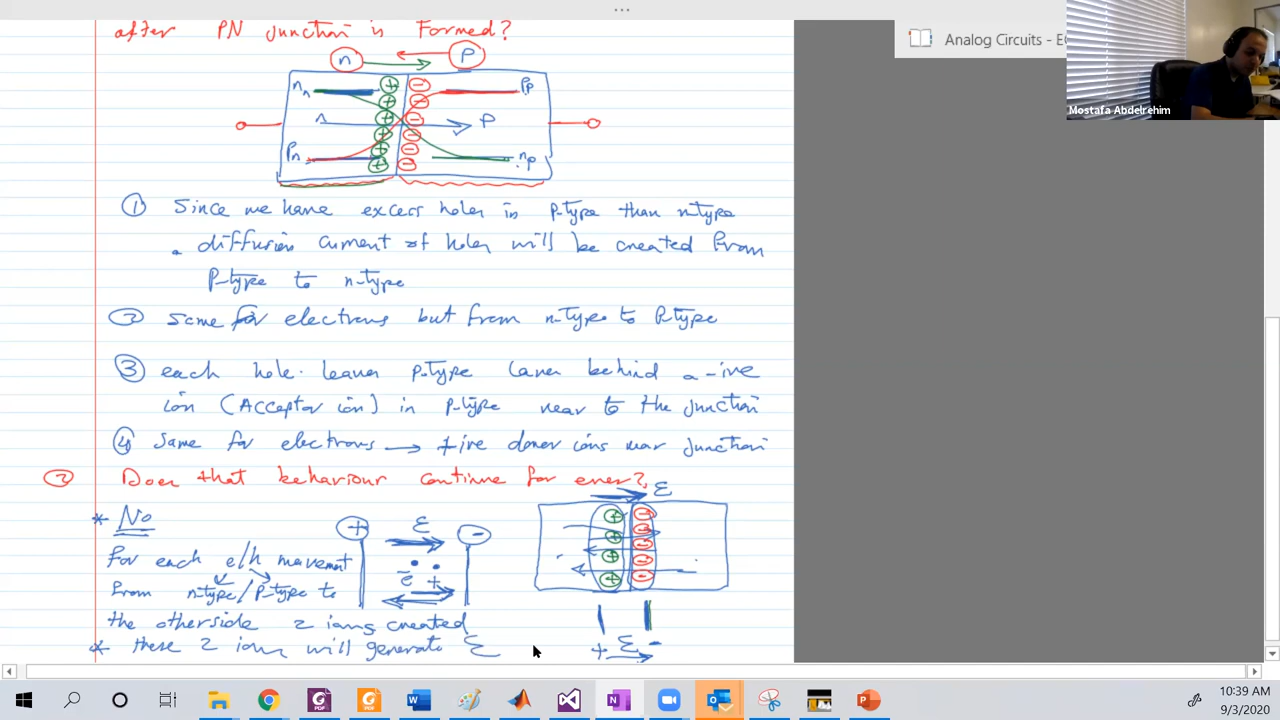 after PN junction is Formed?
n P
nn + - Pp
n P
Pn + - np
① Since we have excess holes in P-type than n-type
diffusion current of holes will be created from
P-type to n-type
② Same for electrons but from n-type to P-type
③ each hole leaves p-type leaves behind a -ive
ion (Acceptor ion) in p-type near to the junction
④ Same for electrons → +ive donor ions near junction
② Does that behaviour continue for ever?
ε
* No
+ ε -
For each e/h movement
e +
From n-type/P-type to
the otherside 2 ions created
* these 2 ions will generate ε
+ ε -
Analog Circuits - E
Mostafa Abdelrehim
10:39 AM
9/3/2020